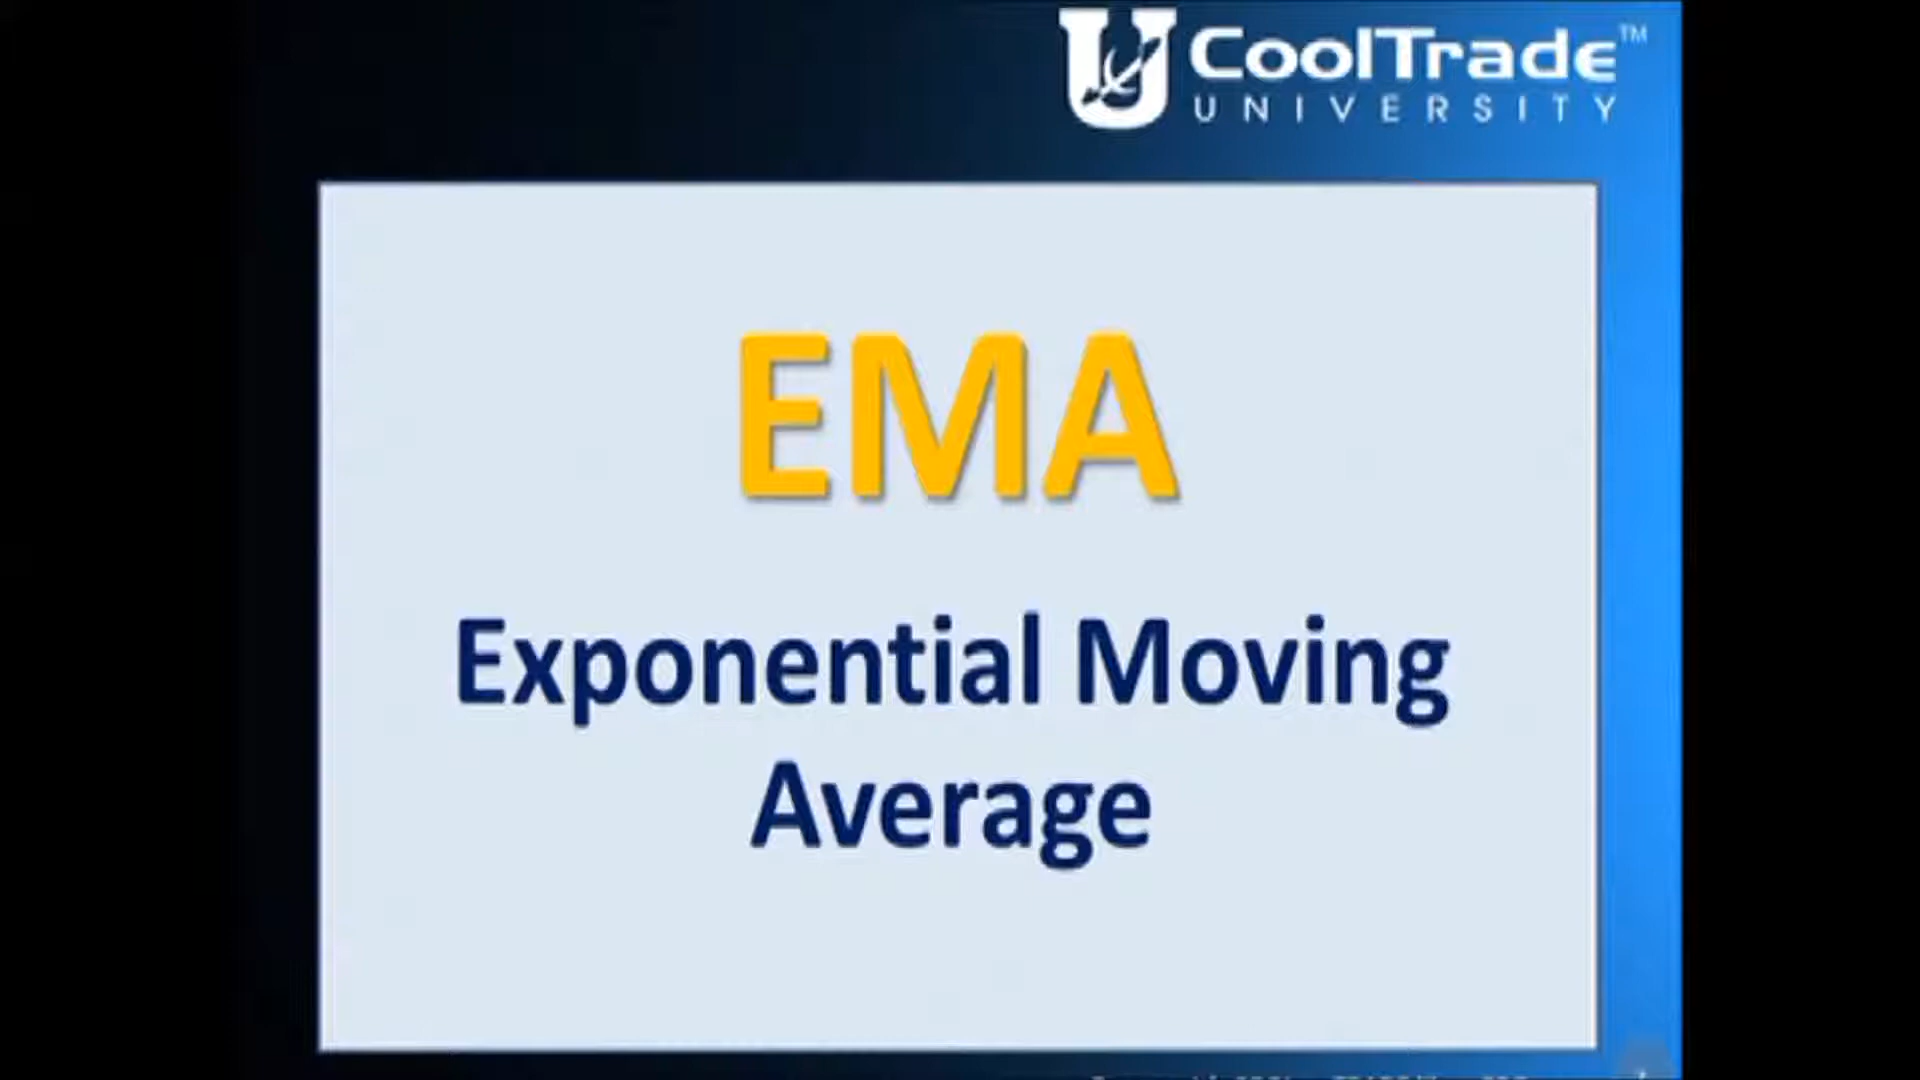 CoolTrade™
UNIVERSITY
EMA
Exponential Moving
Average